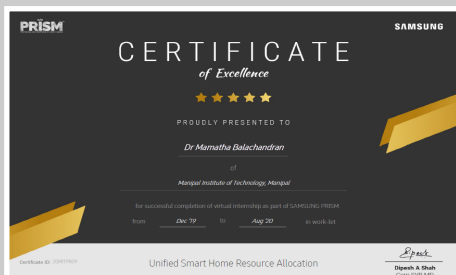 PRISM
SAMSUNG
CERTIFICATE
of Excellence
PROUDLY PRESENTED TO
Dr Mamatha Balachandran
of
Manipal Institute of Technology, Manipal
for successful completion of virtual internship as part of SAMSUNG PRISM
from Dec '19 to Aug '20 in work-let
Certificate ID:
Unified Smart Home Resource Allocation
Dipesh A Shah